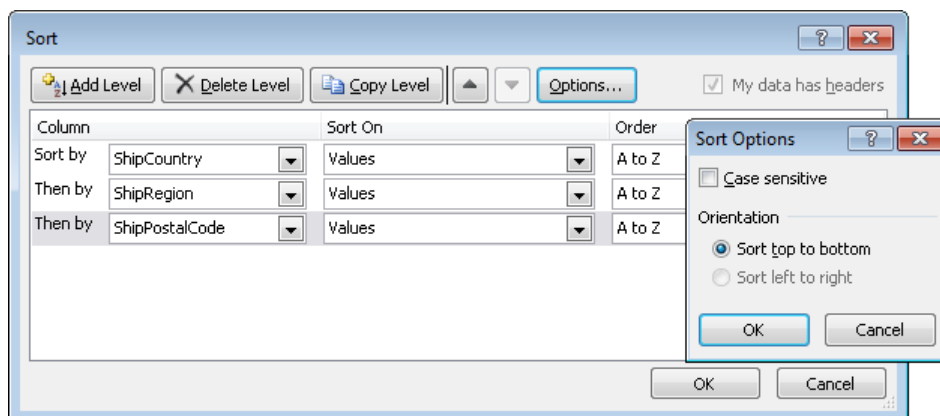 Sort
Add Level Delete Level Copy Level Options... My data has headers
Column Sort On Order
Sort by ShipCountry Values A to Z
Then by ShipRegion Values A to Z
Then by ShipPostalCode Values A to Z
Sort Options
Case sensitive
Orientation
Sort top to bottom
Sort left to right
OK Cancel
OK Cancel